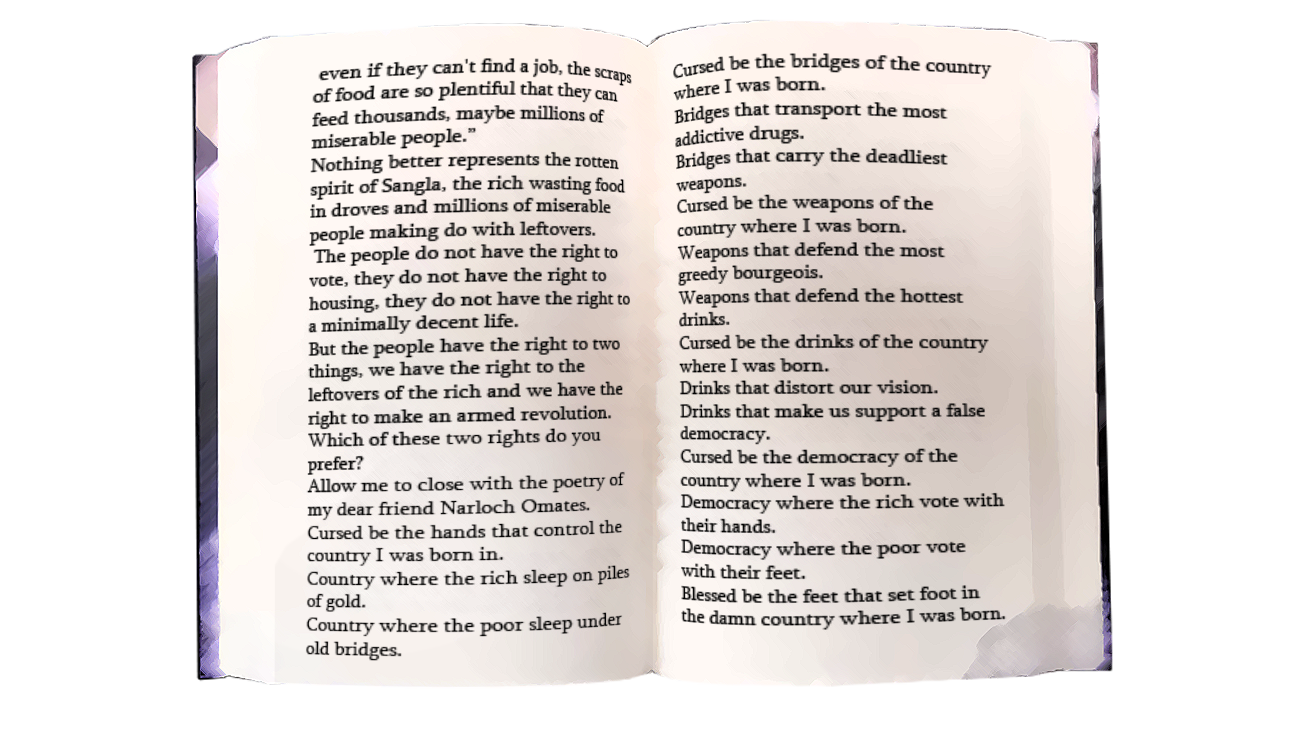 even if they can't find a job, the scraps
of food are so plentiful that they can
feed thousands, maybe millions of
miserable people.”
Nothing better represents the rotten
spirit of Sangla, the rich wasting food
in droves and millions of miserable
people making do with leftovers.
The people do not have the right to
vote, they do not have the right to
housing, they do not have the right to
a minimally decent life.
But the people have the right to two
things, we have the right to the
leftovers of the rich and we have the
right to make an armed revolution.
Which of these two rights do you
prefer?
Allow me to close with the poetry of
my dear friend Narloch Omates.
Cursed be the hands that control the
country I was born in.
Country where the rich sleep on piles
of gold.
Country where the poor sleep under
old bridges.
Cursed be the bridges of the country
where I was born.
Bridges that transport the most
addictive drugs.
Bridges that carry the deadliest
weapons.
Cursed be the weapons of the
country where I was born.
Weapons that defend the most
greedy bourgeois.
Weapons that defend the hottest
drinks.
Cursed be the drinks of the country
where I was born.
Drinks that distort our vision.
Drinks that make us support a false
democracy.
Cursed be the democracy of the
country where I was born.
Democracy where the rich vote with
their hands.
Democracy where the poor vote
with their feet.
Blessed be the feet that set foot in
the damn country where I was born.